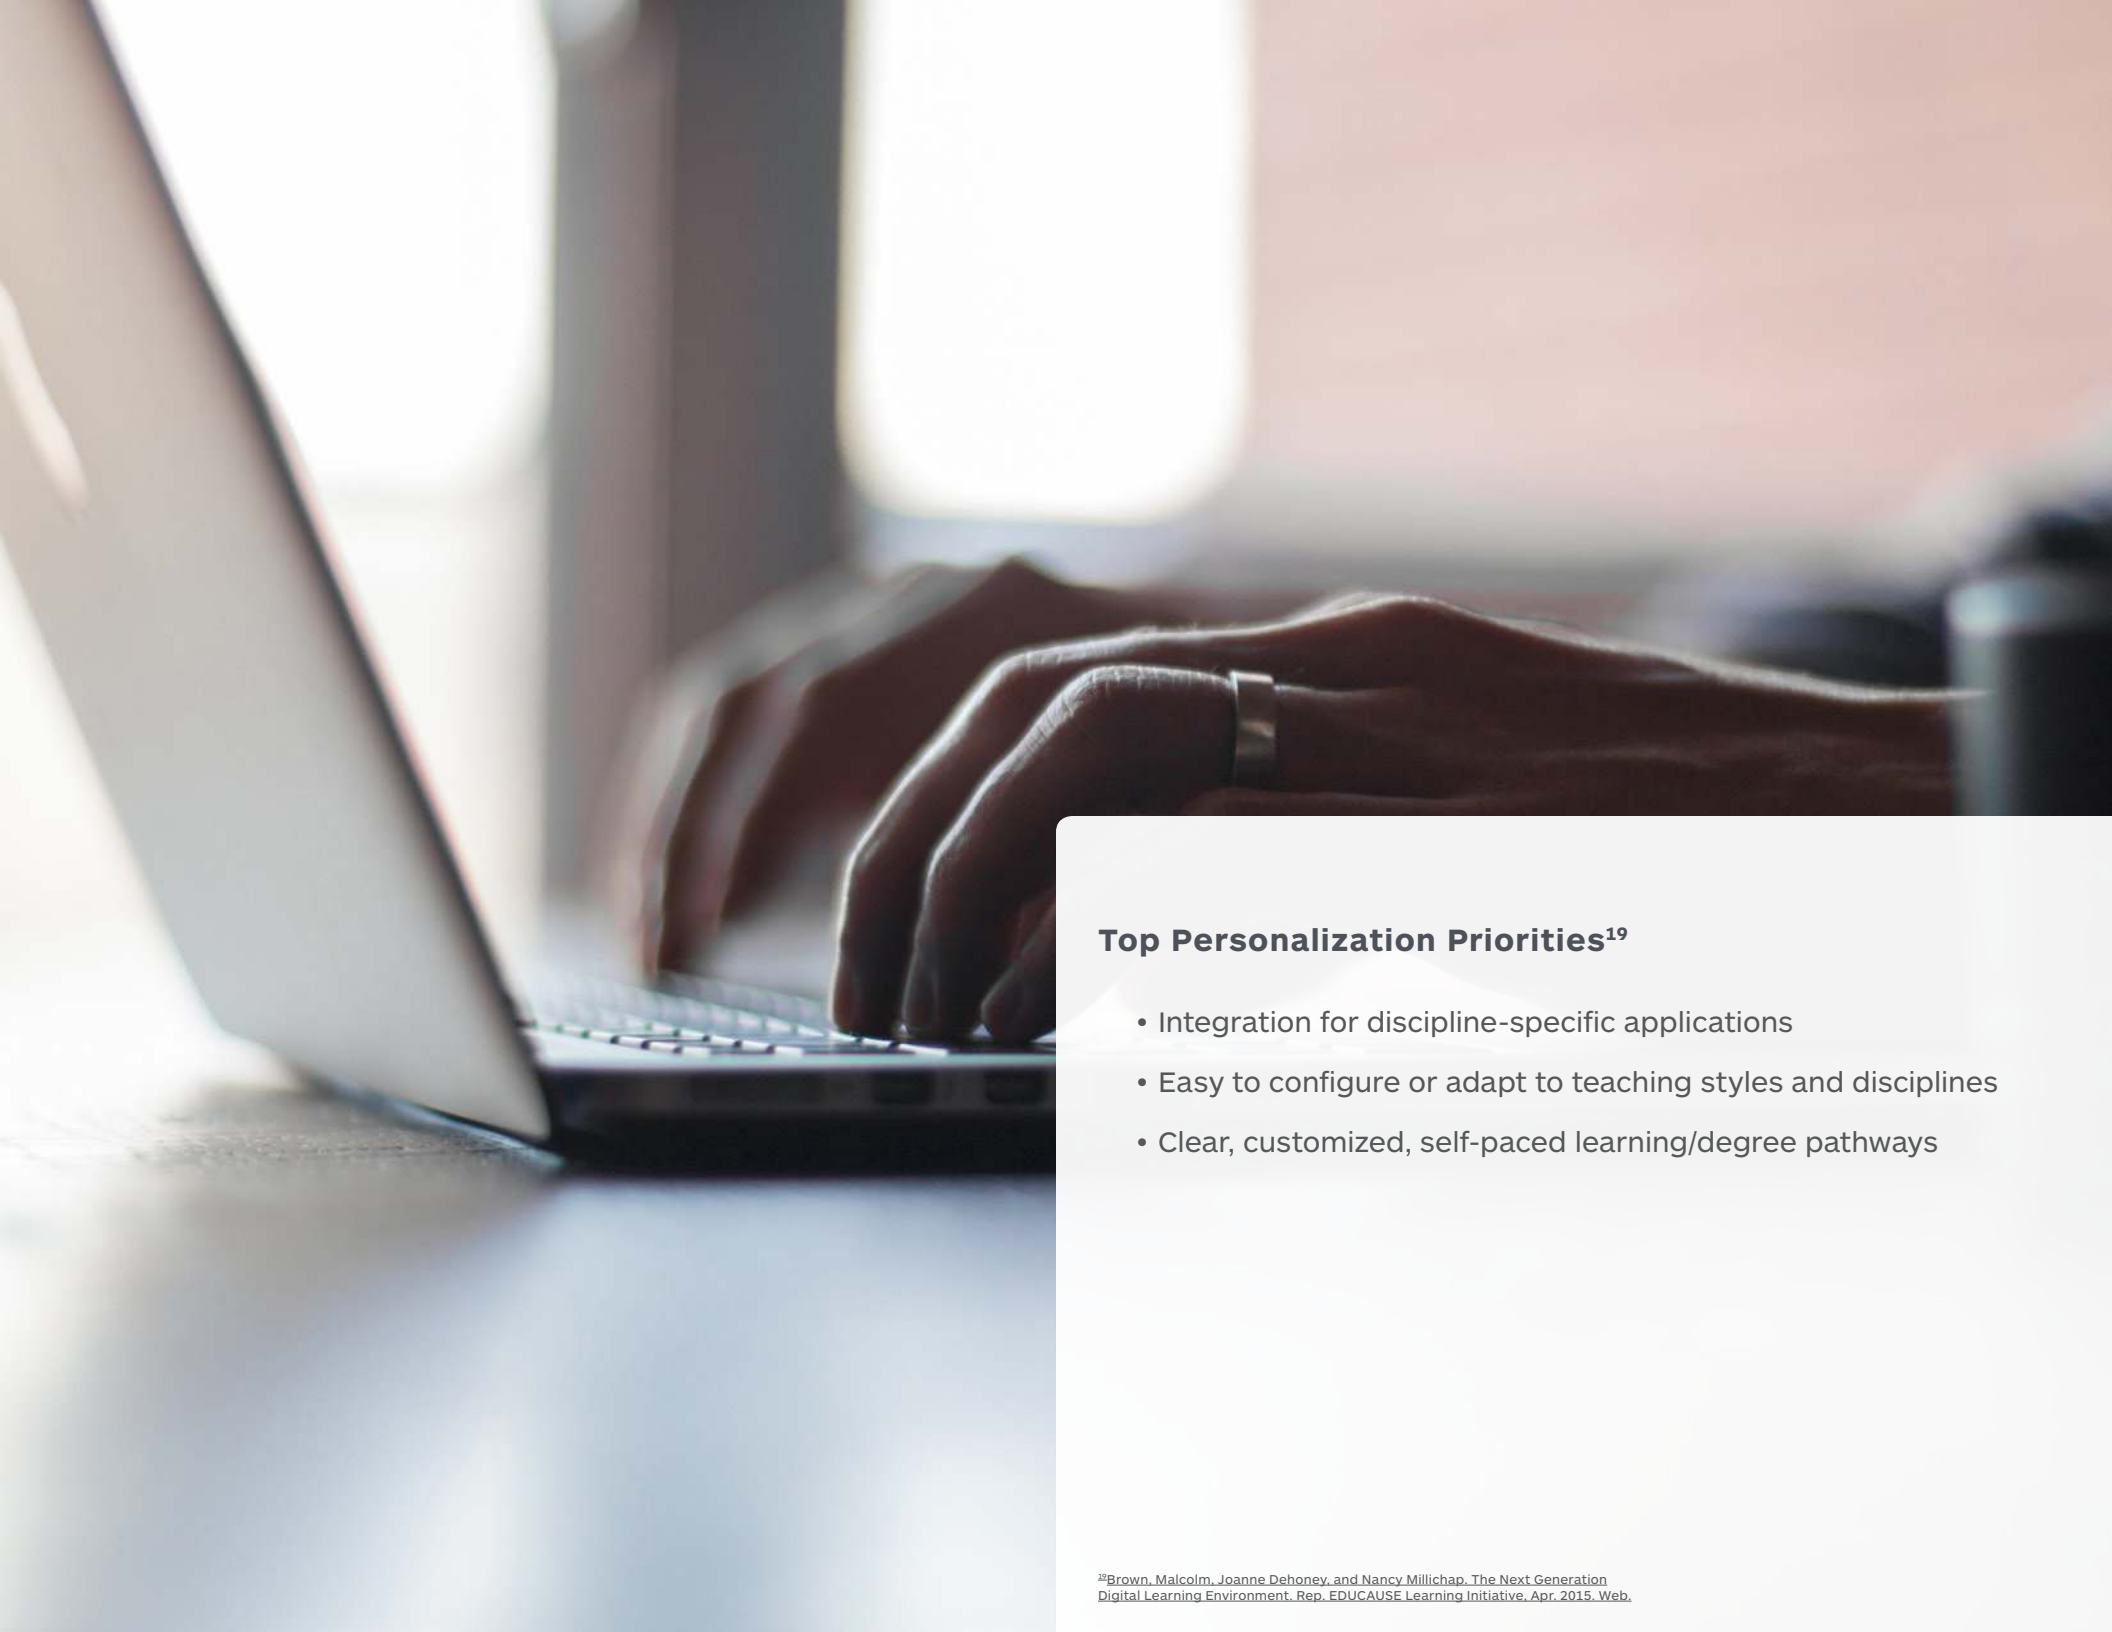 Top Personalization Priorities¹⁹
• Integration for discipline-specific applications
• Easy to configure or adapt to teaching styles and disciplines
• Clear, customized, self-paced learning/degree pathways
¹⁹Brown, Malcolm, Joanne Dehoney, and Nancy Millichap. The Next Generation
Digital Learning Environment. Rep. EDUCAUSE Learning Initiative, Apr. 2015. Web.